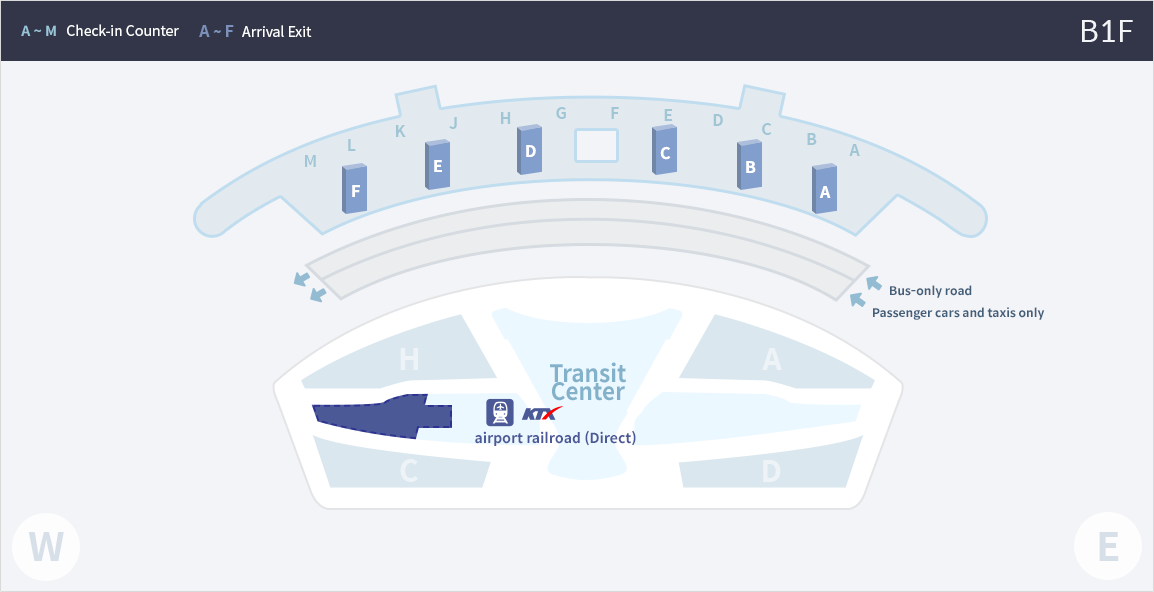 A ~ M Check-in Counter A ~ F Arrival Exit B1F
M L K J H G F E D C B A
F E D C B A
Bus-only road
Passenger cars and taxis only
H A
Transit
Center
KTX
airport railroad (Direct)
C D
W E